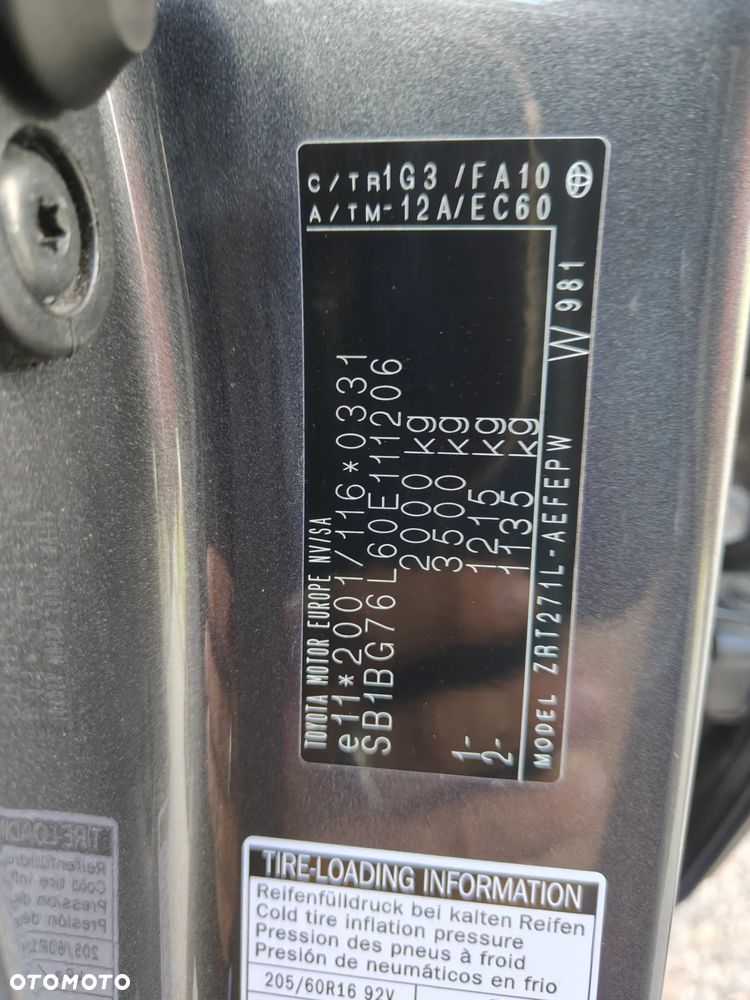 C/TR1G3 /FA10
A/TM-12A/EC60
TOYOTA MOTOR EUROPE NV/SA
e11*2001/116*0331
SB1BG76L60E111206
2000 kg
3500 kg
1- 1215 kg
2- 1135 kg
MODEL ZRT271L-AEFEPW W 981
TIRE-LOADING INFORMATION
Reifenfülldruck bei kalten Reifen
Cold tire inflation pressure
Pression des pneus à froid
Presión de neumáticos en frio
205/60R16 92V
OTOMOTO